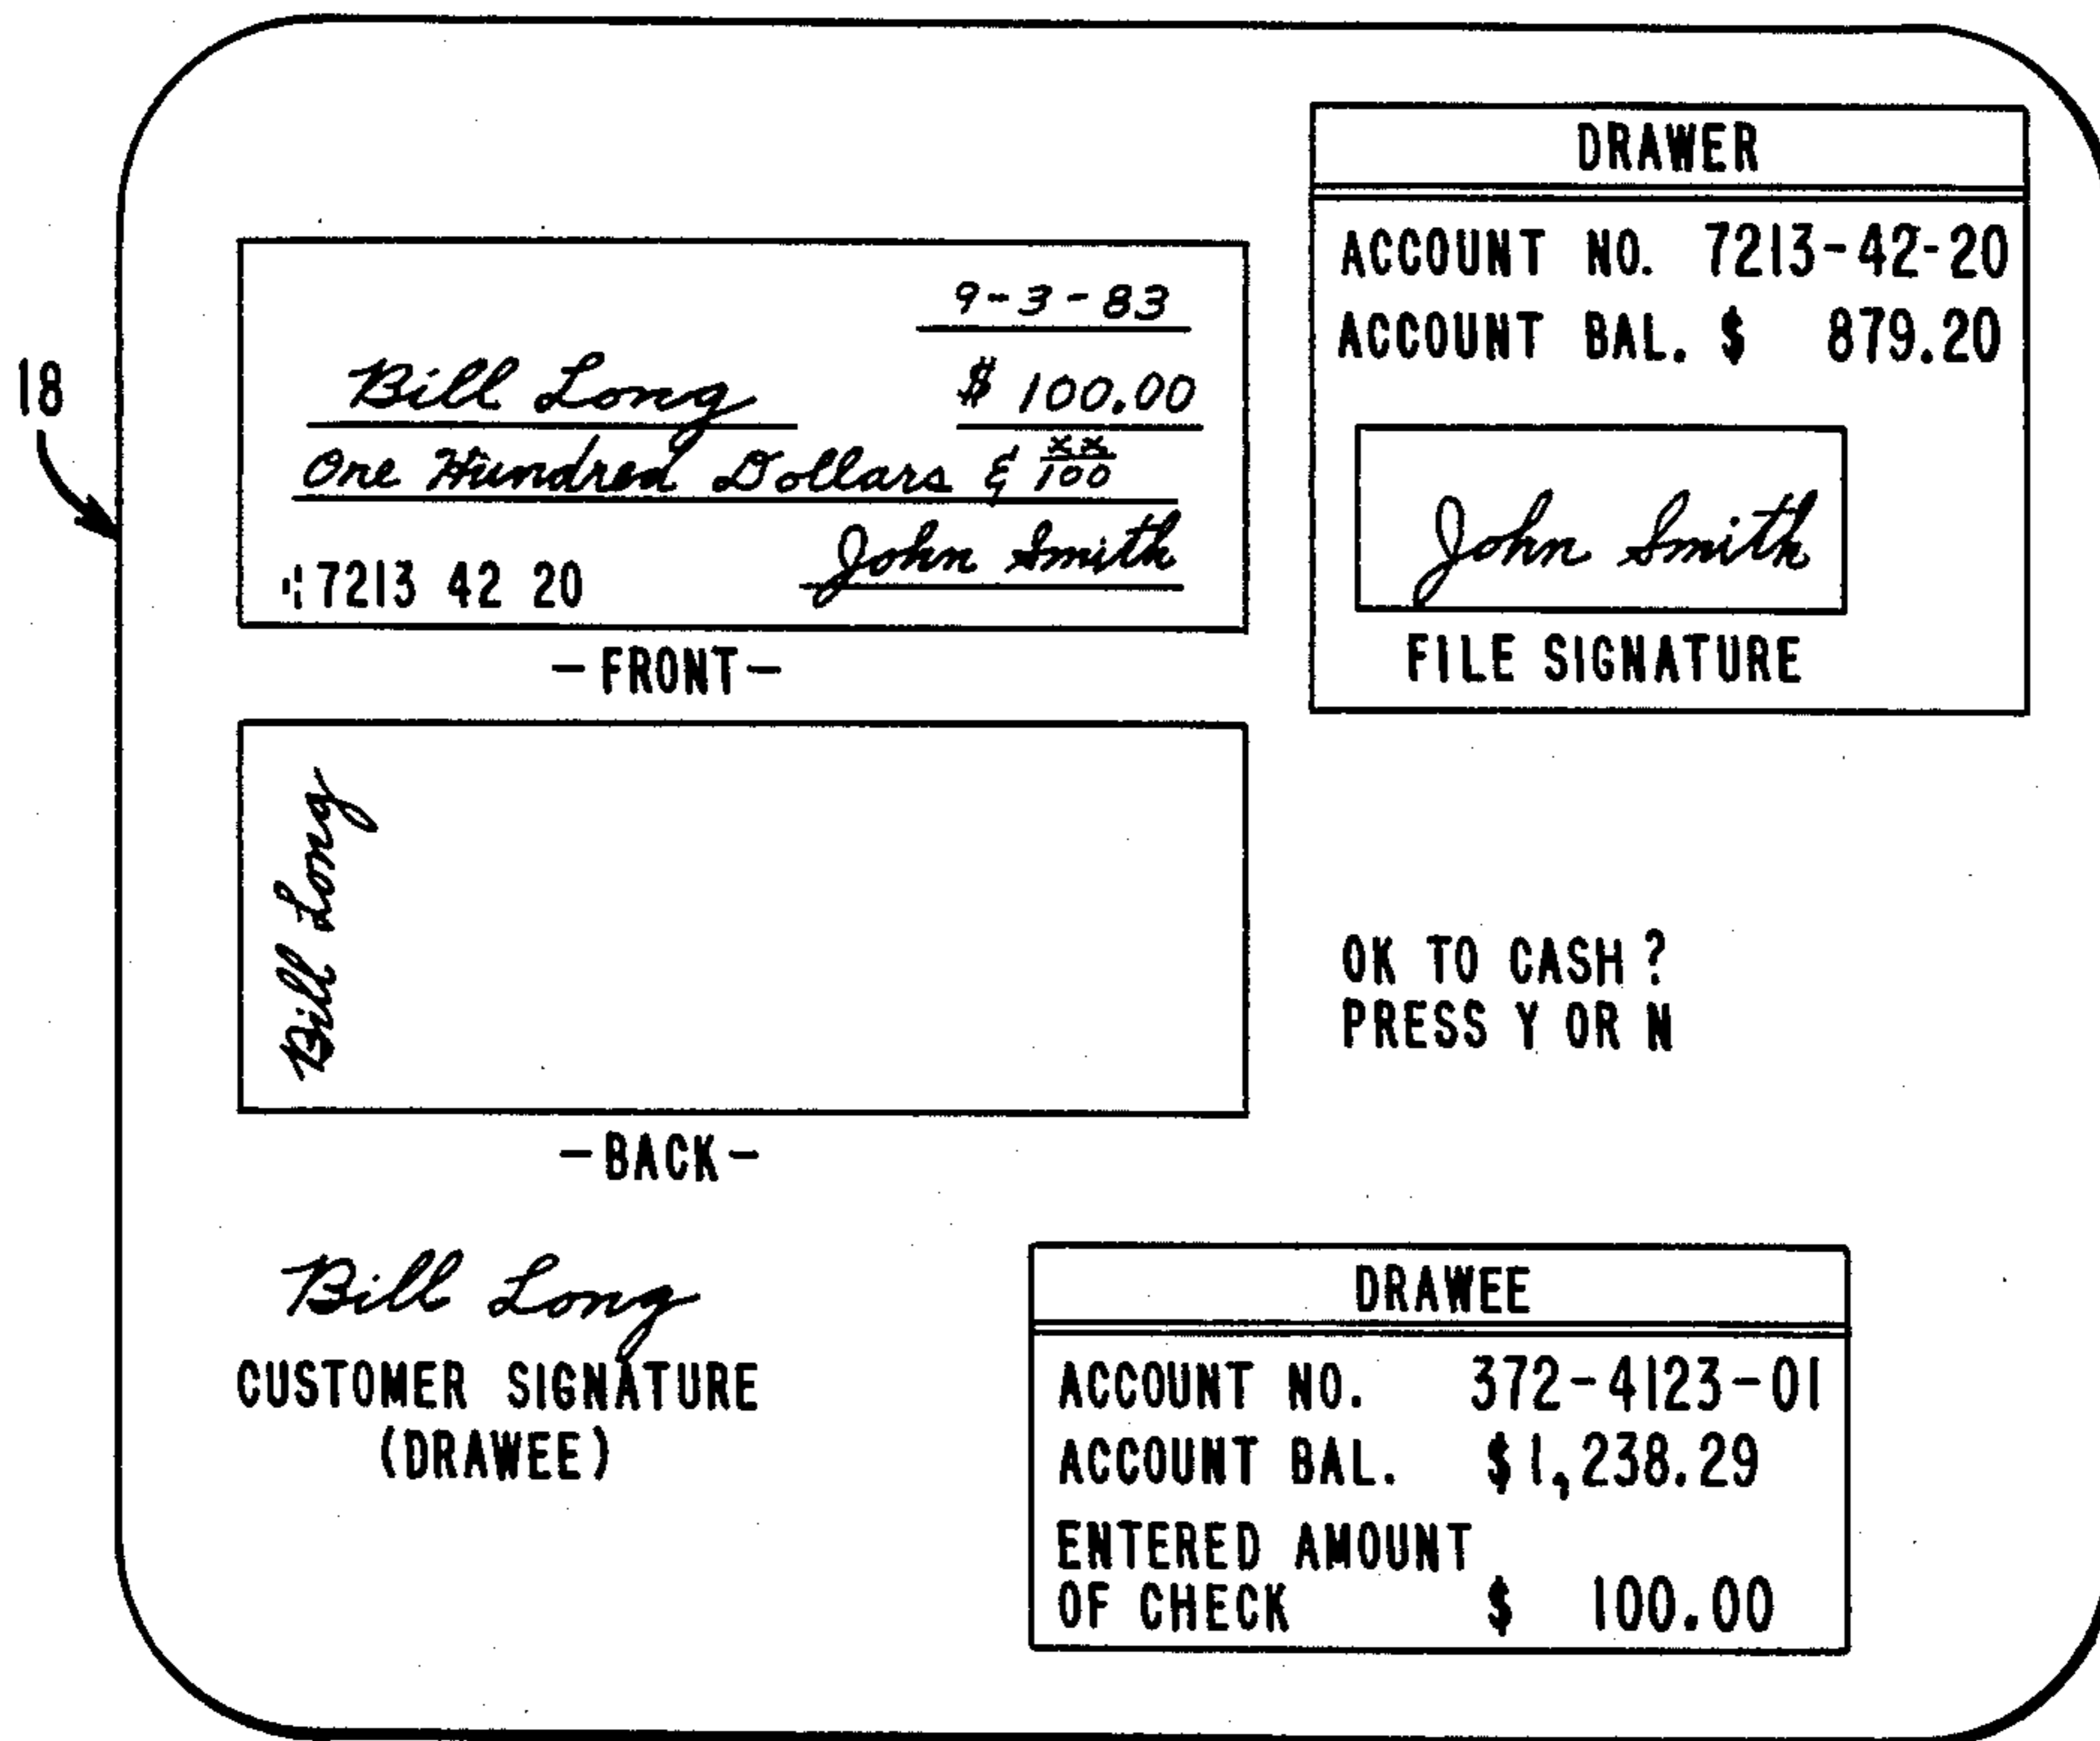 18
9-3-83
Bill Long $ 100.00
One Hundred Dollars & xx/100
John Smith
⑆7213 42 20
-FRONT-
DRAWER
ACCOUNT NO. 7213-42-20
ACCOUNT BAL. $ 879.20
John Smith
FILE SIGNATURE
Bill Long
-BACK-
OK TO CASH?
PRESS Y OR N
Bill Long
CUSTOMER SIGNATURE
(DRAWEE)
DRAWEE
ACCOUNT NO. 372-4123-01
ACCOUNT BAL. $1,238.29
ENTERED AMOUNT
OF CHECK $ 100.00